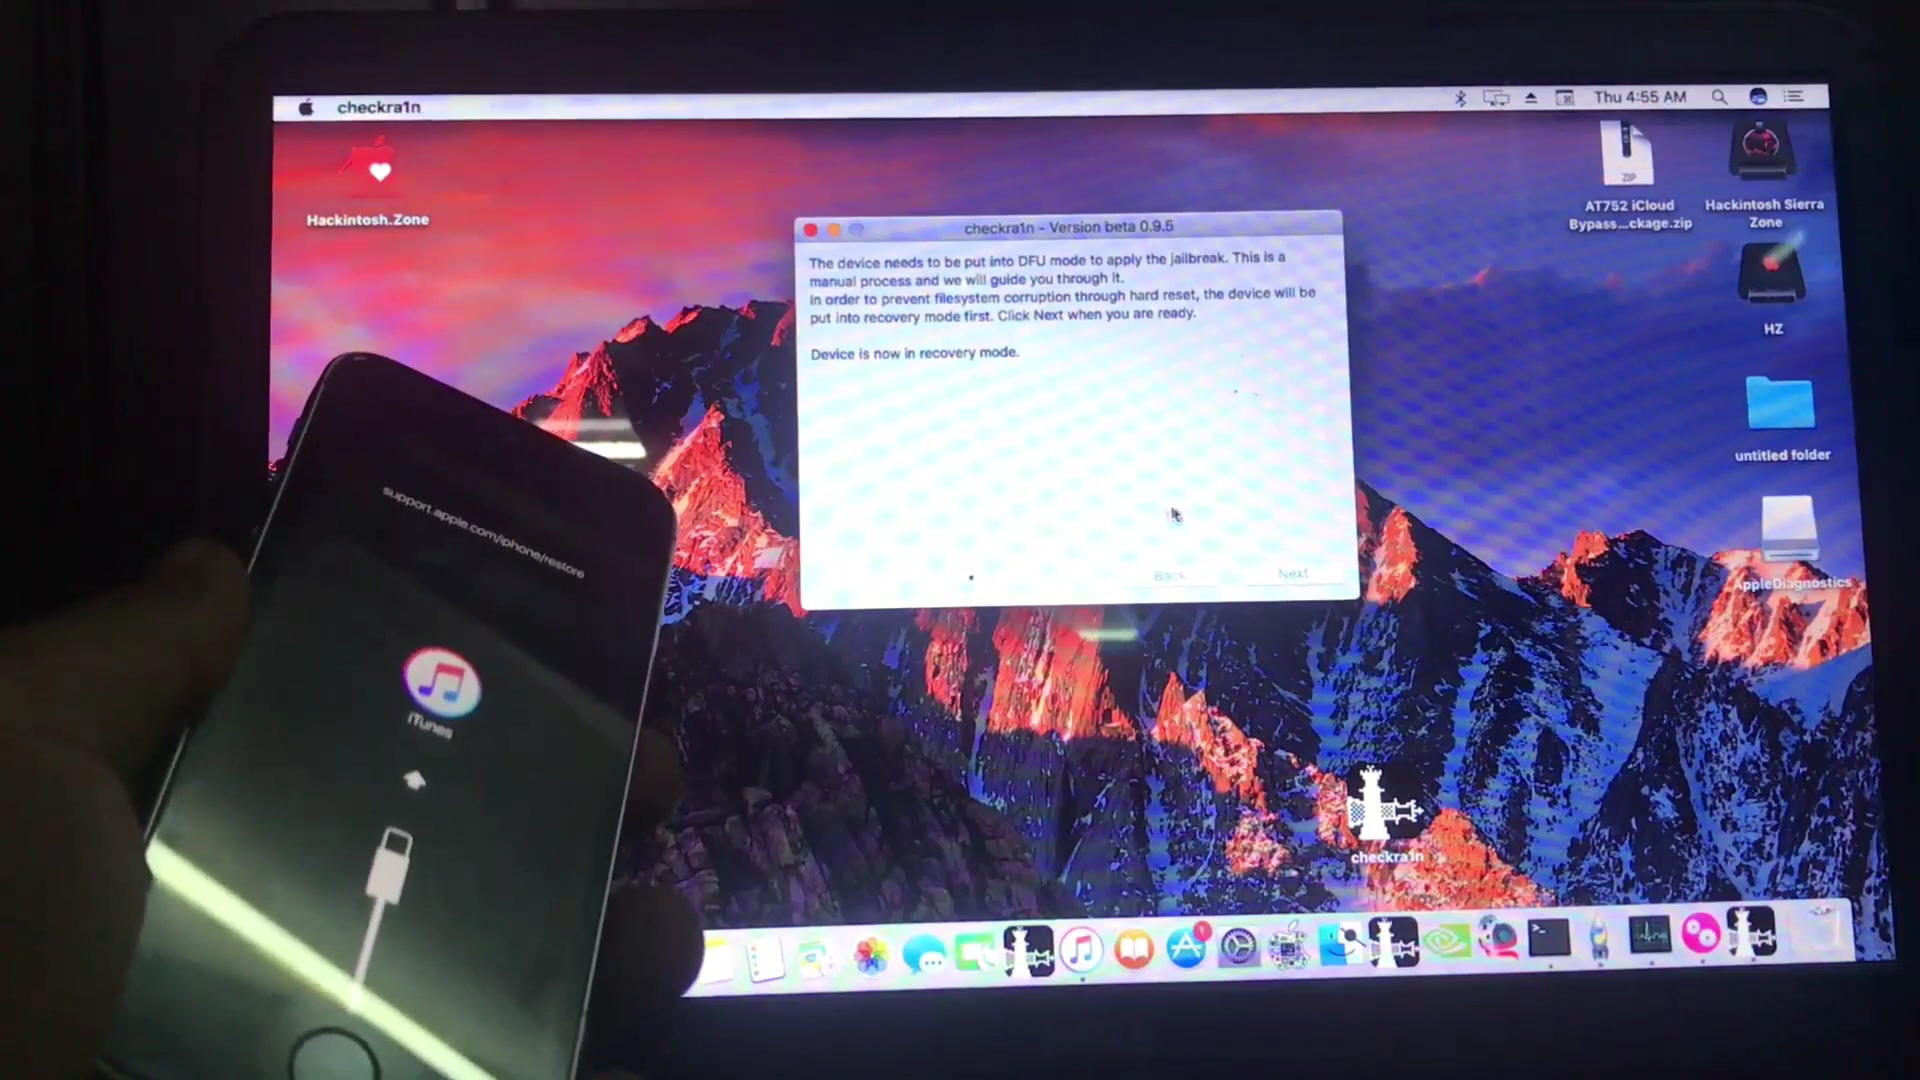 checkra1n
Thu 4:55 AM
Hackintosh.Zone
ZIP
AT752 iCloud
Bypass...ckage.zip
Hackintosh Sierra
Zone
HZ
untitled folder
AppleDiagnostics
checkra1n - Version beta 0.9.5
The device needs to be put into DFU mode to apply the jailbreak. This is a
manual process and we will guide you through it.
In order to prevent filesystem corruption through hard reset, the device will be
put into recovery mode first. Click Next when you are ready.
Device is now in recovery mode.
Back
Next
support.apple.com/iphone/restore
iTunes
checkra1n
1